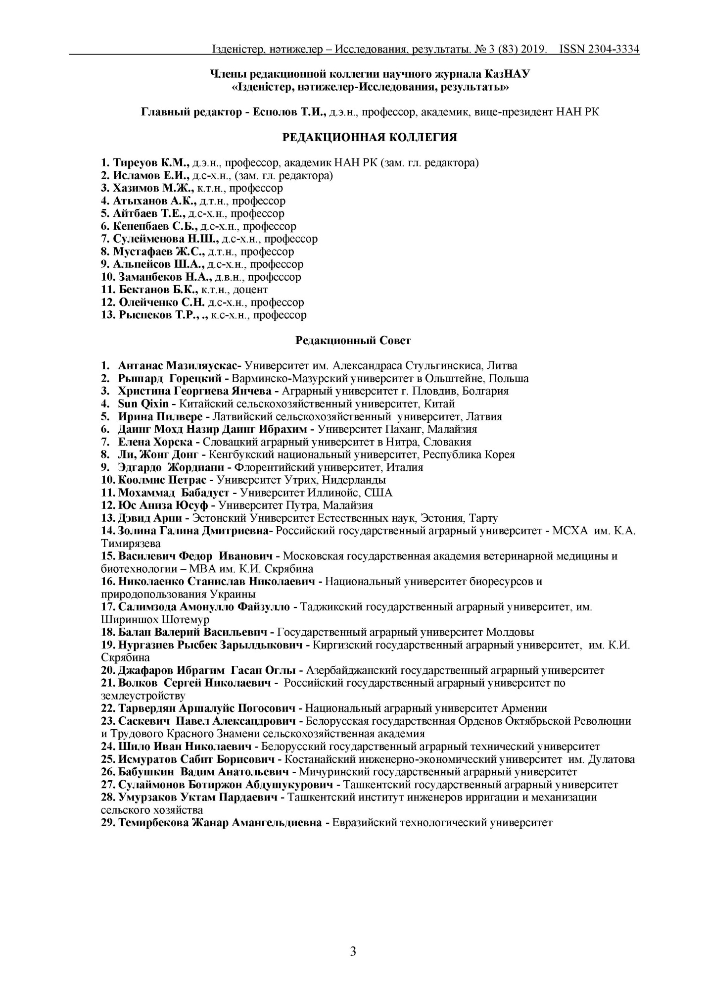 Ізденістер, нәтижелер – Исследования, результаты. № 3 (83) 2019. ISSN 2304-3334
Члены редакционной коллегии научного журнала КазНАУ
«Ізденістер, нәтижелер-Исследования, результаты»
Главный редактор - Есполов Т.И., д.э.н., профессор, академик, вице-президент НАН РК
РЕДАКЦИОННАЯ КОЛЛЕГИЯ
1. Тиреуов К.М., д.э.н., профессор, академик НАН РК (зам. гл. редактора)
2. Исламов Е.И., д.с-х.н., (зам. гл. редактора)
3. Хазимов М.Ж., к.т.н., профессор
4. Атыханов А.К., д.т.н., профессор
5. Айтбаев Т.Е., д.с-х.н., профессор
6. Кененбаев С.Б., д.с-х.н., профессор
7. Сулейменова Н.Ш., д.с-х.н., профессор
8. Мустафаев Ж.С., д.т.н., профессор
9. Альпейсов Ш.А., д.с-х.н., профессор
10. Заманбеков Н.А., д.в.н., профессор
11. Бектанов Б.К., к.т.н., доцент
12. Олейченко С.Н. д.с-х.н., профессор
13. Рыспеков Т.Р., ., к.с-х.н., профессор
Редакционный Совет
1. Антанас Мазиляускас- Университет им. Александраса Стульгинскиса, Литва
2. Рышард Горецкий - Варминско-Мазурский университет в Ольштейне, Польша
3. Христина Георгиева Янчева - Аграрный университет г. Пловдив, Болгария
4. Sun Qixin - Китайский сельскохозяйственный университет, Китай
5. Ирина Пилвере - Латвийский сельскохозяйственный университет, Латвия
6. Даинг Мохд Назир Даинг Ибрахим - Университет Паханг, Малайзия
7. Елена Хорска - Словацкий аграрный университет в Нитра, Словакия
8. Ли, Жонг Донг - Кенгбукский национальный университет, Республика Корея
9. Эдгардо Жордиани - Флорентийский университет, Италия
10. Коолмис Петрас - Университет Утрих, Нидерланды
11. Мохаммад Бабадуст - Университет Иллинойс, США
12. Юс Аниза Юсуф - Университет Путра, Малайзия
13. Дэвид Арни - Эстонский Университет Естественных наук, Эстония, Тарту
14. Золина Галина Дмитриевна- Российский государственный аграрный университет - МСХА им. К.А.
Тимирязева
15. Василевич Федор Иванович - Московская государственная академия ветеринарной медицины и
биотехнологии – МВА им. К.И. Скрябина
16. Николаенко Станислав Николаевич - Национальный университет биоресурсов и
природопользования Украины
17. Салимзода Амонулло Файзулло - Таджикский государственный аграрный университет, им.
Шириншох Шотемур
18. Балан Валерий Васильевич - Государственный аграрный университет Молдовы
19. Нургазиев Рысбек Зарылдыкович - Киргизский государственный аграрный университет, им. К.И.
Скрябина
20. Джафаров Ибрагим Гасан Оглы - Азербайджанский государственный аграрный университет
21. Волков Сергей Николаевич - Российский государственный аграрный университет по
землеустройству
22. Тарвердян Аршалуйс Погосович - Национальный аграрный университет Армении
23. Саскевич Павел Александрович - Белорусская государственная Орденов Октябрьской Революции
и Трудового Красного Знамени сельскохозяйственная академия
24. Шило Иван Николаевич - Белорусский государственный аграрный технический университет
25. Исмуратов Сабит Борисович - Костанайский инженерно-экономический университет им. Дулатова
26. Бабушкин Вадим Анатольевич - Мичуринский государственный аграрный университет
27. Сулаймонов Ботиржон Абдушукурович - Ташкентский государственный аграрный университет
28. Умурзаков Уктам Пардаевич - Ташкентский институт инженеров ирригации и механизации
сельского хозяйства
29. Темирбекова Жанар Амангельдиевна - Евразийский технологический университет
3